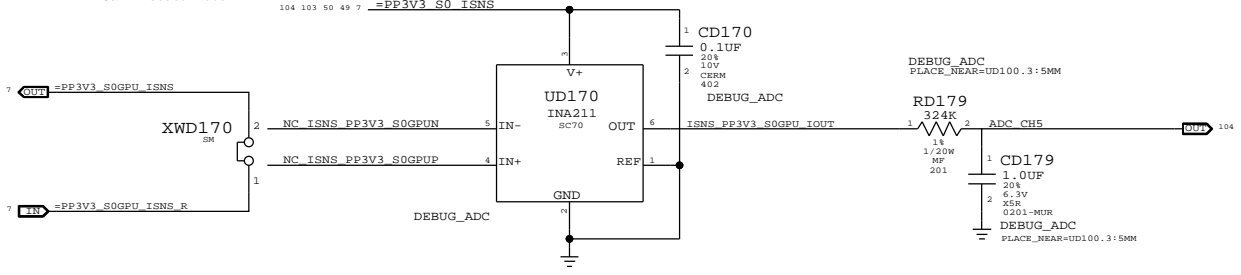 104 103 50 49 7 =PP3V3_S0_ISNS
1 CD170
0.1UF
20%
10V
2 CERM
402
DEBUG_ADC
DEBUG_ADC
PLACE_NEAR=UD100.3:5MM
7 OUT =PP3V3_S0GPU_ISNS
3
V+
UD170
INA211
SC70
RD179
324K
XWD170
SM
2 NC_ISNS_PP3V3_S0GPUN 5 IN- OUT 6 ISNS_PP3V3_S0GPU_IOUT 1 2 ADC_CH5 OUT 104
1%
1/20W
MF
201
NC_ISNS_PP3V3_S0GPUP 4 IN+ REF 1
1
1 CD179
1.0UF
20%
6.3V
2 X5R
0201-MUR
DEBUG_ADC
PLACE_NEAR=UD100.3:5MM
GND
2
7 IN =PP3V3_S0GPU_ISNS_R
DEBUG_ADC